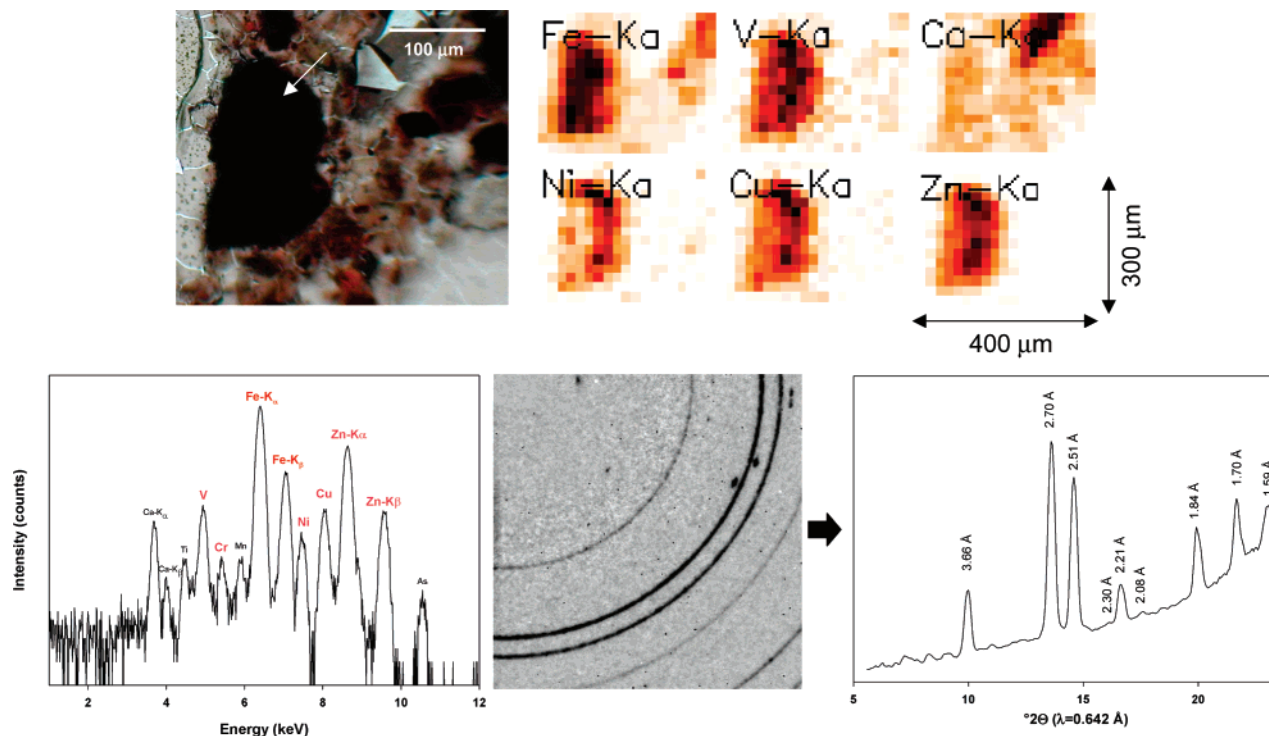 100 μm
Fe-Ka
V-Ka
Ca-Ka
Ni-Ka
Cu-Ka
Zn-Ka
300 μm
400 μm
Intensity (counts)
Ca-Kα
Ca-Kβ
Ti
V
Cr
Mn
Fe-Kα
Fe-Kβ
Ni
Cu
Zn-Kα
Zn-Kβ
As
2 4 6 8 10 12
Energy (keV)
3.66 Å
2.70 Å
2.51 Å
2.30 Å
2.21 Å
2.08 Å
1.84 Å
1.70 Å
1.59 Å
5 10 15 20
°2Θ (λ=0.642 Å)